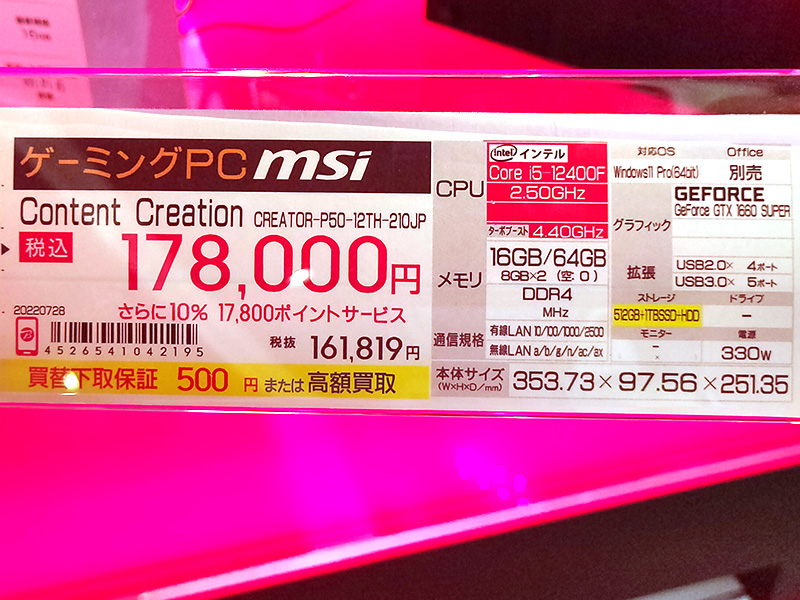 ゲーミングPC msi
Content Creation CREATOR-P50-12TH-210JP
税込 178,000円
さらに10% 17,800ポイントサービス
20220728
4526541042195
税抜 161,819円
買替下取保証 500 円 または 高額買取
CPU
intel インテル
Core i5-12400F
2.50GHz
ターボブースト 4.40GHz
メモリ
16GB/64GB
8GB×2 (空 0)
DDR4
MHz
通信規格
有線LAN 10/100/1000/2500
無線LAN a/b/g/n/ac/ax
本体サイズ
(W×H×D/mm)
353.73×97.56×251.35
対応OS Office
Windows11 Pro(64bit) 別売
グラフィック
GEFORCE
GeForce GTX 1660 SUPER
拡張
USB2.0× 4ポート
USB3.0× 5ポート
ストレージ ドライブ
512GB+1TBSSD+HDD −
モニター 電源
− 330W